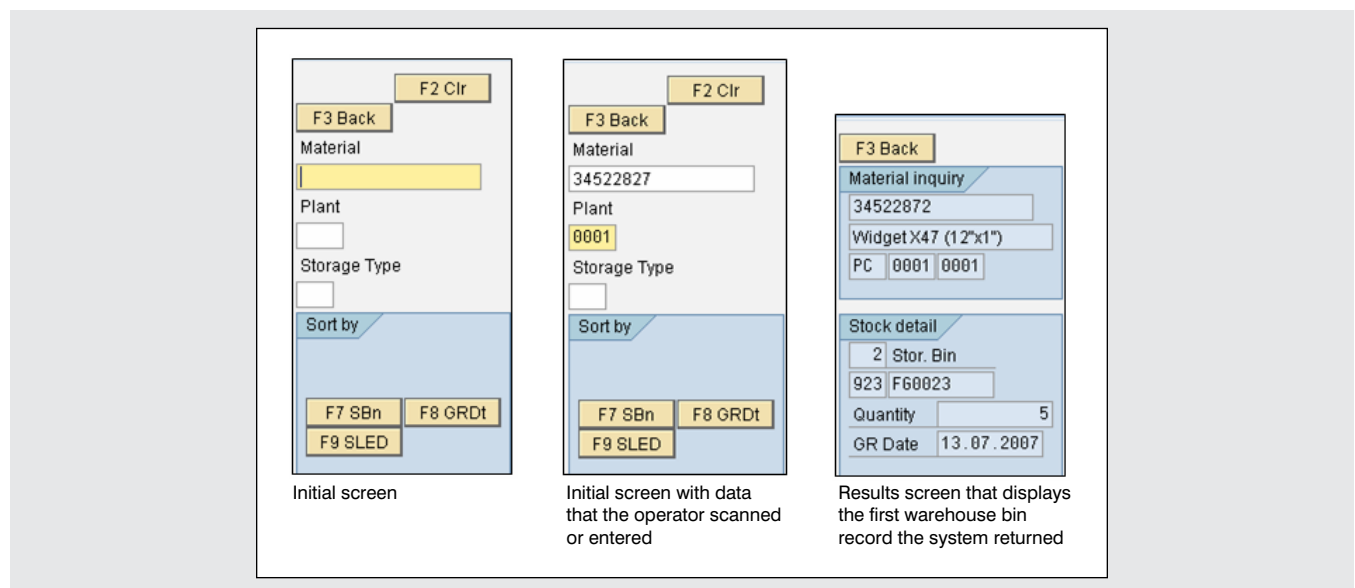 F2 Clr
F3 Back
Material
Plant
Storage Type
Sort by
F7 SBn F8 GRDt
F9 SLED
Initial screen
F2 Clr
F3 Back
Material
34522827
Plant
0001
Storage Type
Sort by
F7 SBn F8 GRDt
F9 SLED
Initial screen with data
that the operator scanned
or entered
F3 Back
Material inquiry
34522872
Widget X47 (12"x1")
PC 0001 0001
Stock detail
2 Stor. Bin
923 FG0023
Quantity 5
GR Date 13.07.2007
Results screen that displays
the first warehouse bin
record the system returned